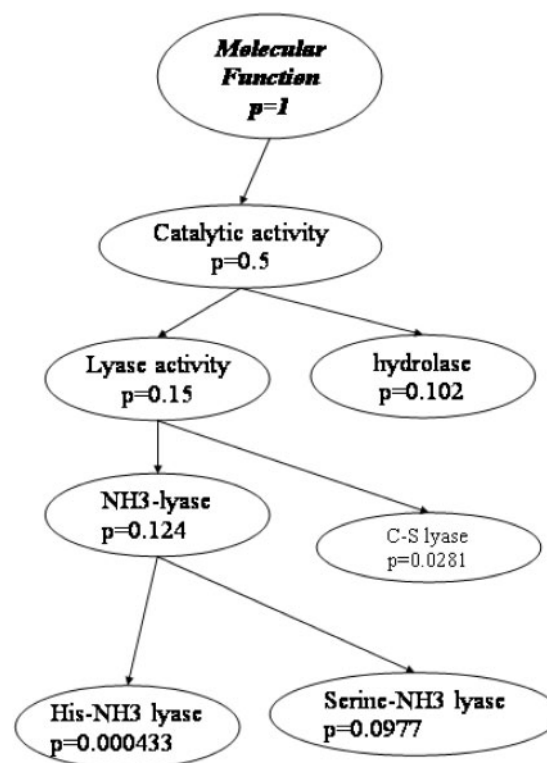 Molecular
Function
p=1
Catalytic activity
p=0.5
Lyase activity
p=0.15
hydrolase
p=0.102
NH3-lyase
p=0.124
C-S lyase
p=0.0281
His-NH3 lyase
p=0.000433
Serine-NH3 lyase
p=0.0977